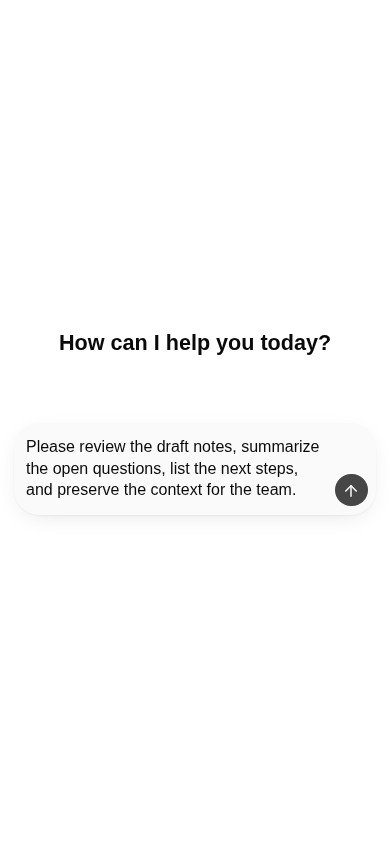 How can I help you today?
Please review the draft notes, summarize
the open questions, list the next steps,
and preserve the context for the team.